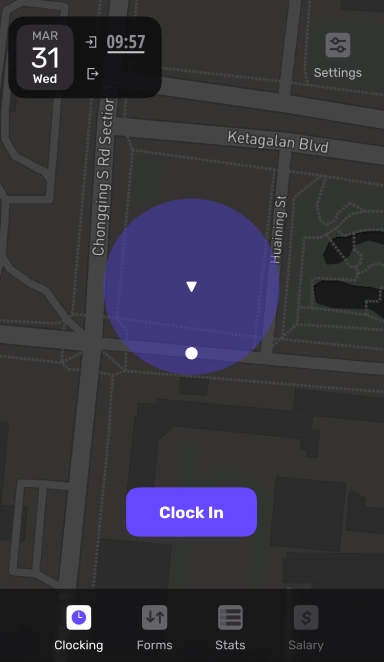 MAR
31
Wed
09:57
Settings
Ketagalan Blvd
Chongqing S Rd Section
Huaining St
Clock In
Clocking
Forms
Stats
Salary